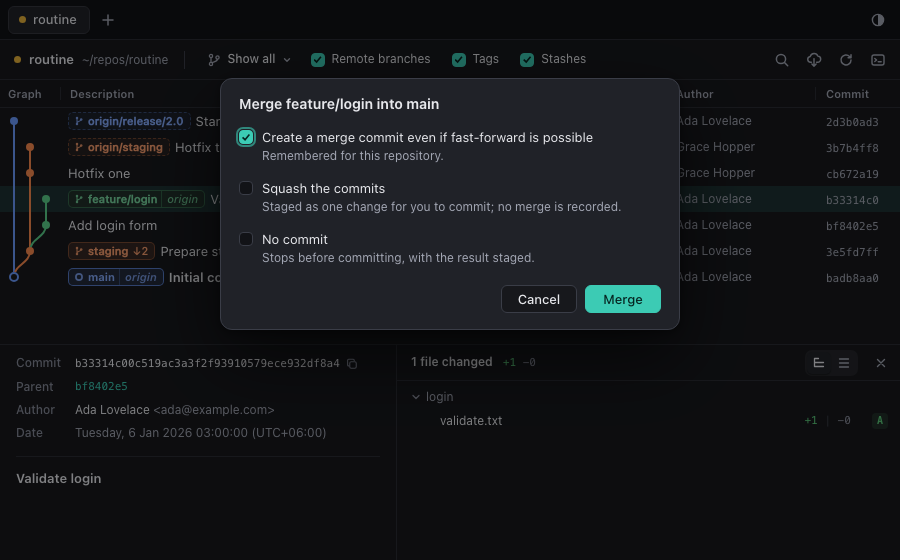 routine
routine ~/repos/routine Show all Remote branches Tags Stashes
Graph Description Author Commit
origin/release/2.0 Ada Lovelace 2d3b0ad3
origin/staging Hotfix Grace Hopper 3b7b4ff8
Hotfix one Grace Hopper cb672a19
feature/login origin Ada Lovelace b33314c0
Add login form Ada Lovelace bf8402e5
staging ↓2 Prepare Ada Lovelace 3e5fd7ff
main origin Initial Ada Lovelace badb8aa0
Merge feature/login into main
Create a merge commit even if fast-forward is possible
Remembered for this repository.
Squash the commits
Staged as one change for you to commit; no merge is recorded.
No commit
Stops before committing, with the result staged.
Cancel Merge
Commit b33314c00c519ac3a3f2f93910579ece932df8a4
Parent bf8402e5
Author Ada Lovelace <ada@example.com>
Date Tuesday, 6 Jan 2026 03:00:00 (UTC+06:00)
Validate login
1 file changed +1 −0
login
validate.txt +1 −0 A